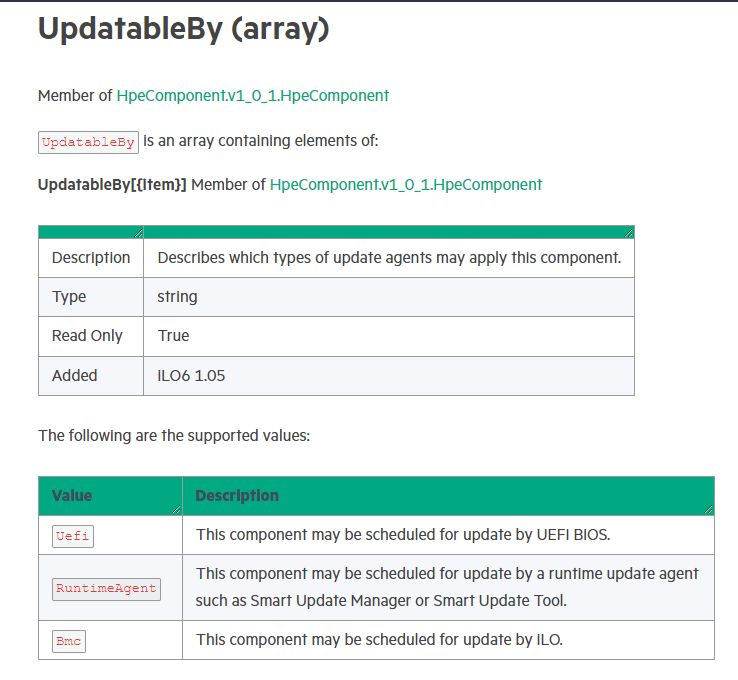 UpdatableBy (array)
Member of HpeComponent.v1_0_1.HpeComponent
UpdatableBy is an array containing elements of:
UpdatableBy[{item}] Member of HpeComponent.v1_0_1.HpeComponent
Description Describes which types of update agents may apply this component.
Type string
Read Only True
Added iLO6 1.05
The following are the supported values:
Value Description
Uefi This component may be scheduled for update by UEFI BIOS.
RuntimeAgent This component may be scheduled for update by a runtime update agent
such as Smart Update Manager or Smart Update Tool.
Bmc This component may be scheduled for update by iLO.